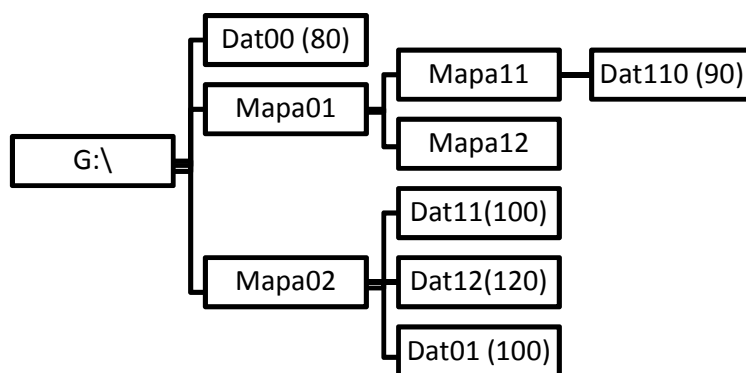 Dat00 (80)
Mapa11
Dat110 (90)
Mapa01
Mapa12
G:\
Dat11(100)
Mapa02
Dat12(120)
Dat01 (100)